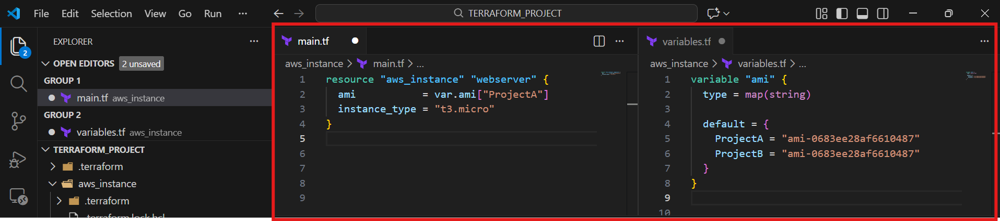 File Edit Selection View Go Run ···
TERRAFORM_PROJECT
EXPLORER ···
2
OPEN EDITORS 2 unsaved
GROUP 1
main.tf aws_instance
GROUP 2
variables.tf aws_instance
TERRAFORM_PROJECT
.terraform
aws_instance
.terraform
.terraform.lock.hcl
main.tf ···
aws_instance > main.tf > ...
1 resource "aws_instance" "webserver" {
2   ami           = var.ami["ProjectA"]
3   instance_type = "t3.micro"
4 }
5
6
7
8
9
variables.tf ···
aws_instance > variables.tf > ...
1 variable "ami" {
2   type = map(string)
3
4   default = {
5     ProjectA = "ami-0683ee28af6610487"
6     ProjectB = "ami-0683ee28af6610487"
7   }
8 }
9
10